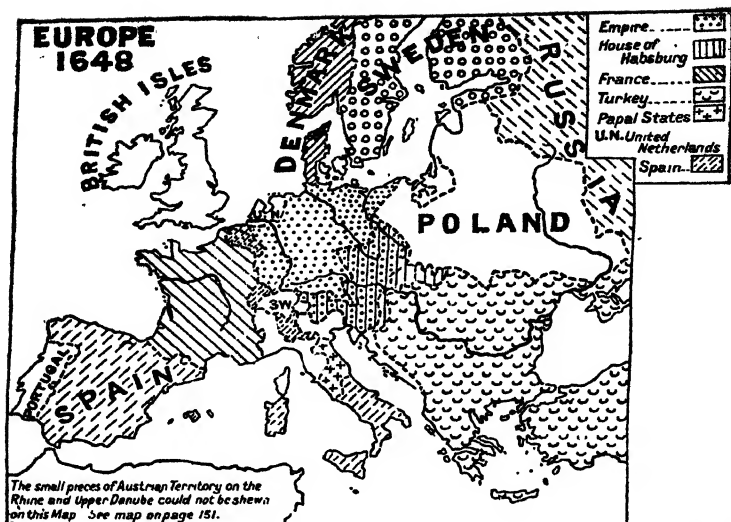 EUROPE
1648
BRITISH ISLES
DENMARK
SWEDEN
RUSSIA
POLAND
U.N.
SW.
PORTUGAL
SPAIN
Empire
House of
Habsburg
France
Turkey
Papal States
U.N. United
Netherlands
Spain
The small pieces of Austrian Territory on the
Rhine and Upper Danube could not be shewn
on this Map See map on page 151.